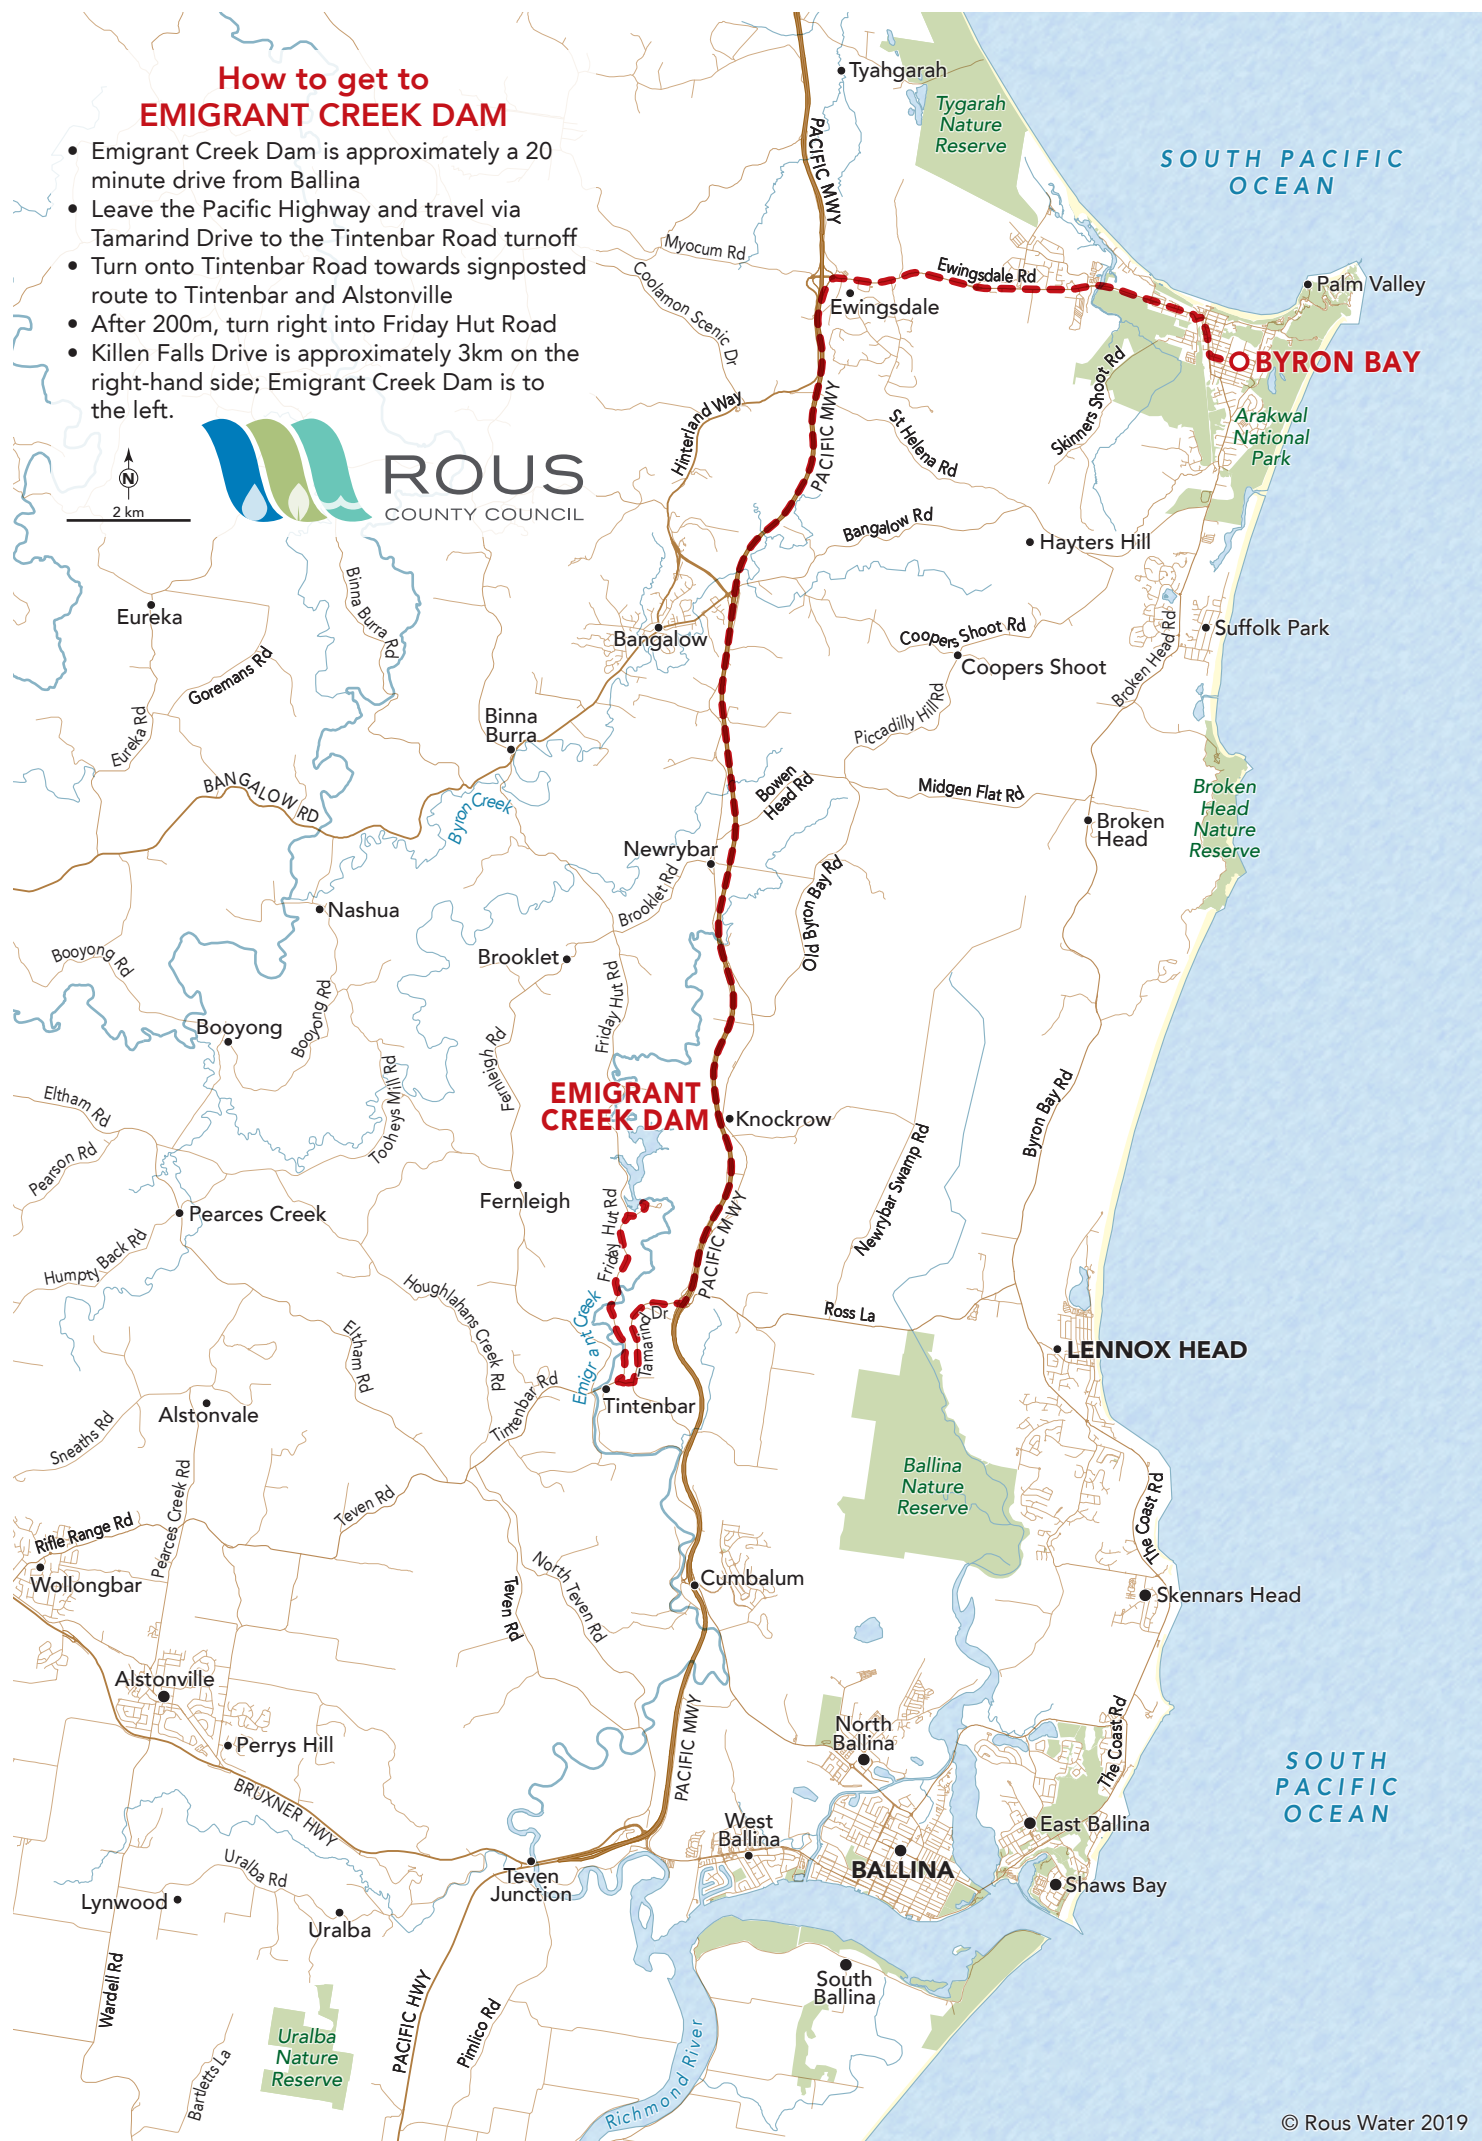 How to get to
EMIGRANT CREEK DAM
• Emigrant Creek Dam is approximately a 20
minute drive from Ballina
• Leave the Pacific Highway and travel via
Tamarind Drive to the Tintenbar Road turnoff
• Turn onto Tintenbar Road towards signposted
route to Tintenbar and Alstonville
• After 200m, turn right into Friday Hut Road
• Killen Falls Drive is approximately 3km on the
right-hand side; Emigrant Creek Dam is to
the left.
ROUS
COUNTY COUNCIL
N
2 km
Tyahgarah
Tygarah
Nature
Reserve
SOUTH PACIFIC
OCEAN
PACIFIC MWY
Myocum Rd
Coolamon Scenic Dr
Ewingsdale Rd
Ewingsdale
Palm Valley
BYRON BAY
Skinners Shoot Rd
Arakwal
National
Park
Hinterland Way
PACIFIC MWY
St Helena Rd
Bangalow Rd
Hayters Hill
Binna Burra Rd
Eureka
Goremans Rd
Bangalow
Coopers Shoot Rd
Coopers Shoot
Suffolk Park
Broken Head Rd
Piccadilly Hill Rd
Eureka Rd
Binna
Burra
BANGALOW RD
Byron Creek
Bowen
Head Rd
Midgen Flat Rd
Broken
Head
Broken
Head
Nature
Reserve
Newrybar
Brooklet Rd
Old Byron Bay Rd
Nashua
Booyong Rd
Brooklet
Friday Hut Rd
Booyong
Booyong Rd
Fernleigh Rd
Tooheys Mill Rd
EMIGRANT
CREEK DAM
Knockrow
Byron Bay Rd
Newrybar Swamp Rd
Eltham Rd
Pearson Rd
Fernleigh
Pearces Creek
Humpty Back Rd
Friday Hut Rd
PACIFIC MWY
Houghlahans Creek Rd
Emigrant Creek
Tamarind Dr
Ross La
LENNOX HEAD
Eltham Rd
Tintenbar Rd
Tintenbar
Alstonvale
Sneaths Rd
Pearces Creek Rd
Ballina
Nature
Reserve
The Coast Rd
Teven Rd
Rifle Range Rd
Wollongbar
North Teven Rd
Teven Rd
Cumbalum
Skennars Head
Alstonville
Perrys Hill
PACIFIC MWY
North
Ballina
The Coast Rd
SOUTH
PACIFIC
OCEAN
BRUXNER HWY
West
Ballina
East Ballina
BALLINA
Teven
Junction
Shaws Bay
Uralba Rd
Lynwood
Uralba
Wardell Rd
PACIFIC HWY
Pimlico Rd
South
Ballina
Uralba
Nature
Reserve
Bartletts La
Richmond River
© Rous Water 2019